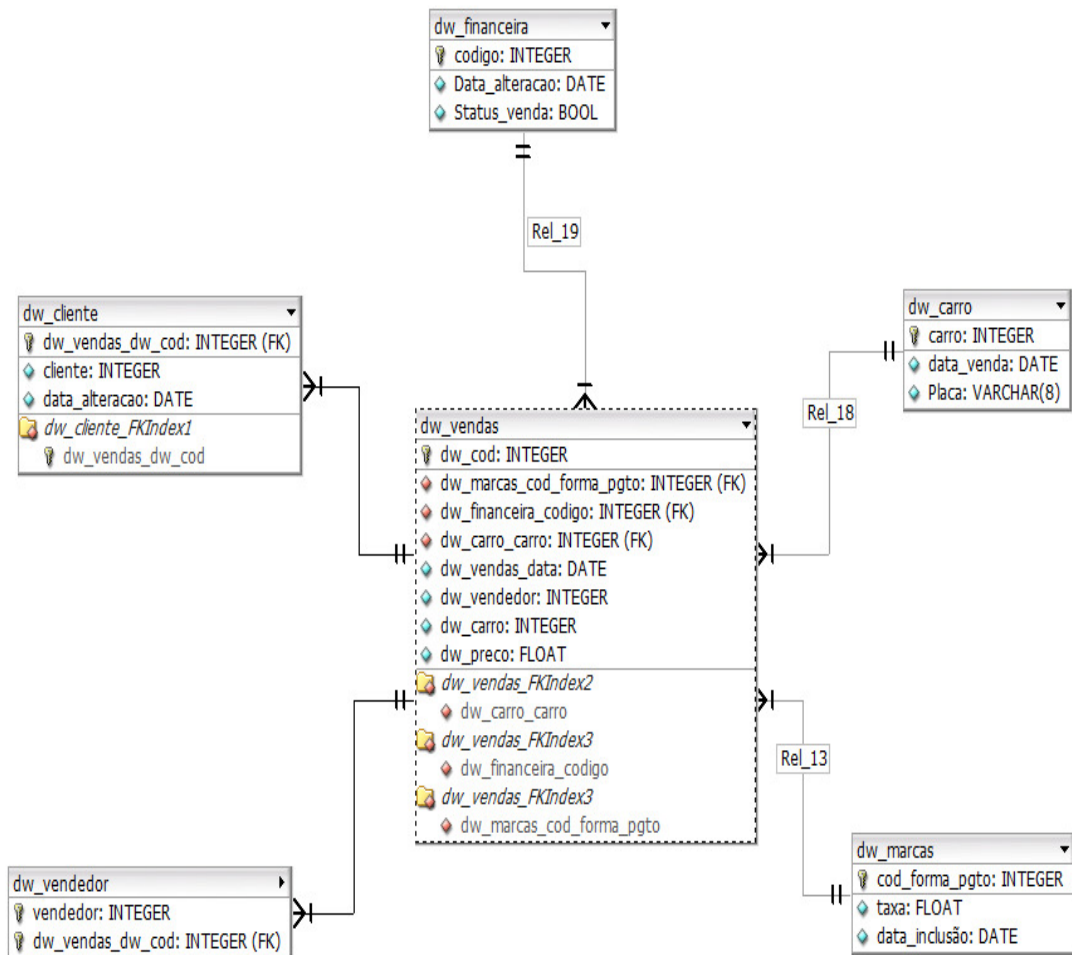 dw_financeira
codigo: INTEGER
Data_alteracao: DATE
Status_venda: BOOL
Rel_19
dw_cliente
dw_vendas_dw_cod: INTEGER (FK)
cliente: INTEGER
data_alteracao: DATE
dw_cliente_FKIndex1
dw_vendas_dw_cod
dw_carro
carro: INTEGER
data_venda: DATE
Placa: VARCHAR(8)
Rel_18
dw_vendas
dw_cod: INTEGER
dw_marcas_cod_forma_pgto: INTEGER (FK)
dw_financeira_codigo: INTEGER (FK)
dw_carro_carro: INTEGER (FK)
dw_vendas_data: DATE
dw_vendedor: INTEGER
dw_carro: INTEGER
dw_preco: FLOAT
dw_vendas_FKIndex2
dw_carro_carro
dw_vendas_FKIndex3
dw_financeira_codigo
dw_vendas_FKIndex3
dw_marcas_cod_forma_pgto
Rel_13
dw_vendedor
vendedor: INTEGER
dw_vendas_dw_cod: INTEGER (FK)
dw_marcas
cod_forma_pgto: INTEGER
taxa: FLOAT
data_inclusão: DATE